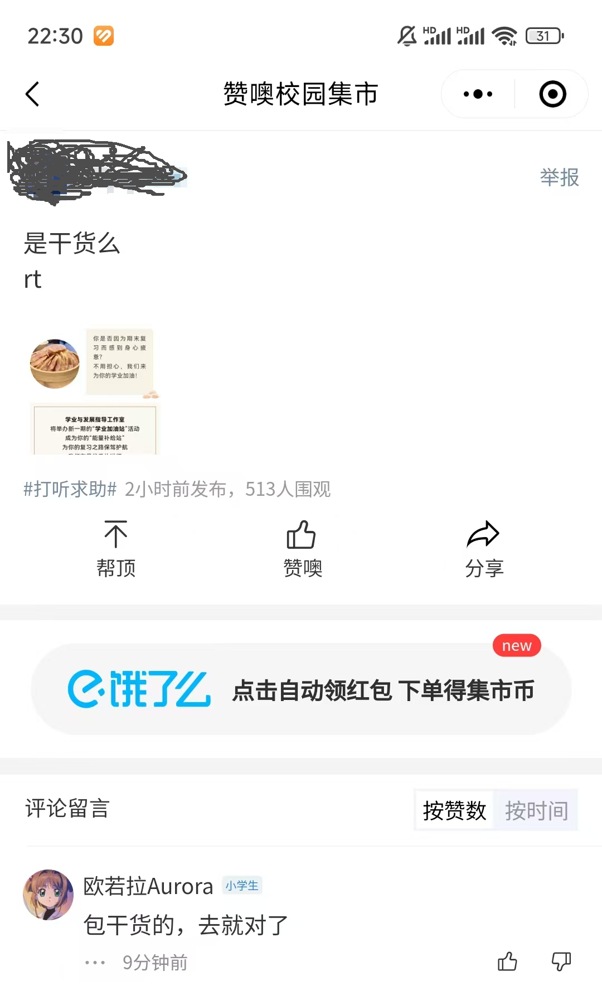 22:30
HD
HD
31
赞噢校园集市
举报
是干货么
rt
你是否因为期末复
习而感到身心疲
惫?
不用担心，我们来
为你的学业加油!
学业与发展指导工作室
将举办新一期的“学业加油站”活动
成为你的“能量补给站”
为你的复习之路保驾护航
#打听求助# 2小时前发布，513人围观
帮顶
赞噢
分享
new
饿了么 点击自动领红包 下单得集市币
评论留言
按赞数 按时间
欧若拉Aurora 小学生
包干货的，去就对了
9分钟前